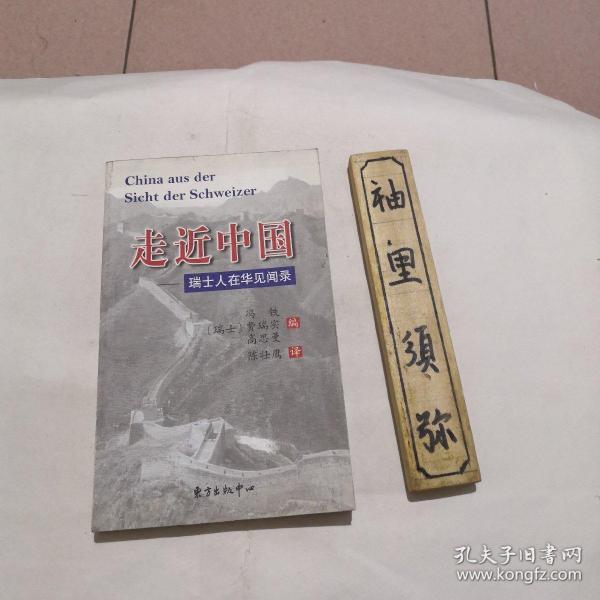 China aus der
Sicht der Schweizer
走近中国
——瑞士人在华见闻录
冯铁
〔瑞士〕费瑞实 编
高思曼
陈壮鹰 译
东方出版中心
袖里须弥
孔夫子旧书网
www.kongfz.com